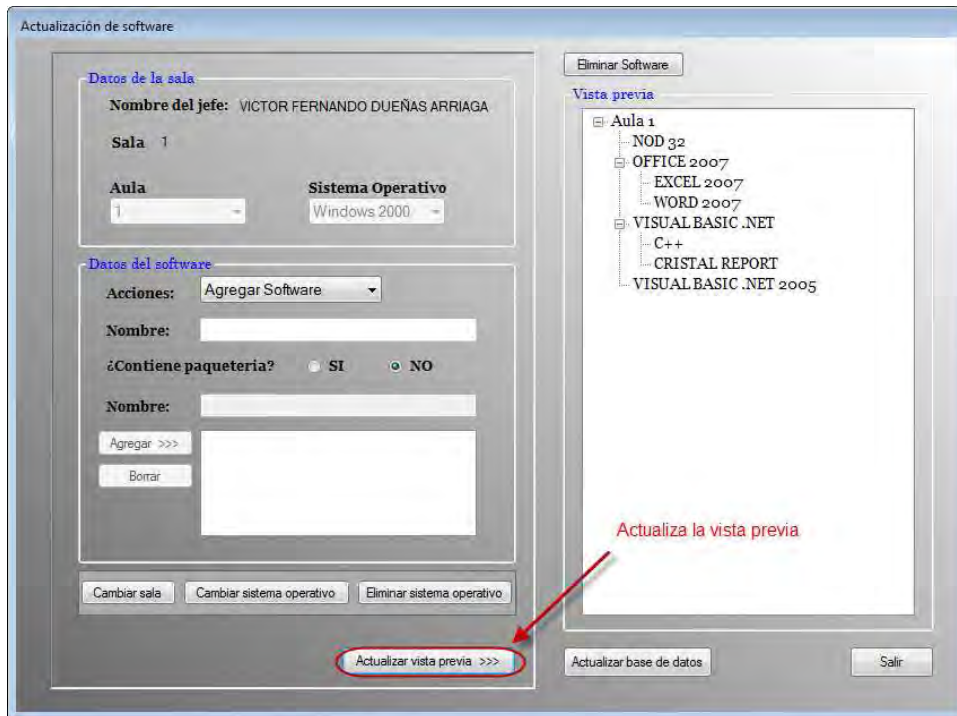 Actualización de software
Datos de la sala
Nombre del jefe: VICTOR FERNANDO DUEÑAS ARRIAGA
Sala 1
Aula Sistema Operativo
1 Windows 2000
Datos del software
Acciones: Agregar Software
Nombre:
¿Contiene paqueteria? SI NO
Nombre:
Agregar >>>
Borrar
Cambiar sala Cambiar sistema operativo Eliminar sistema operativo
Actualizar vista previa >>>
Eliminar Software
Vista previa
Aula 1
NOD 32
OFFICE 2007
EXCEL 2007
WORD 2007
VISUAL BASIC .NET
C++
CRISTAL REPORT
VISUAL BASIC .NET 2005
Actualiza la vista previa
Actualizar base de datos Salir